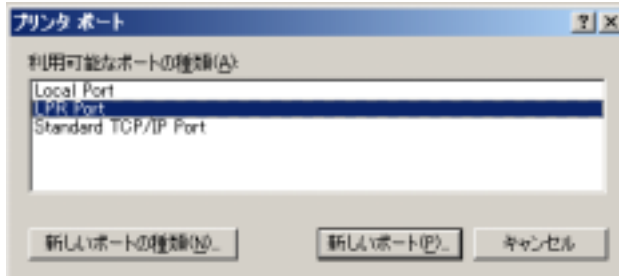 プリンタ ポート
利用可能なポートの種類(A):
Local Port
LPR Port
Standard TCP/IP Port
新しいポートの種類(N)...
新しいポート(P)...
キャンセル